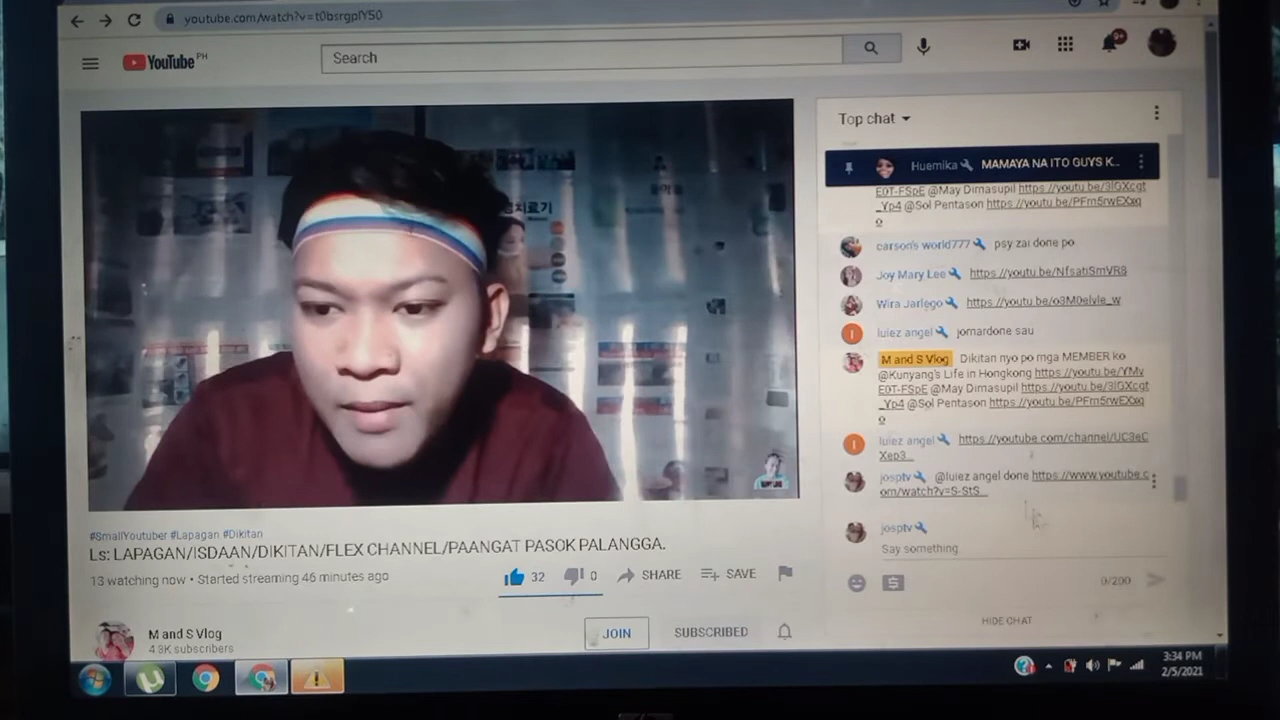 youtube.com/watch?v=t0bsrgplY50
YouTube PH
Search
9+
Top chat
Huemika MAMAYA NA ITO GUYS K...
E0T-FSpE @May Dimasupil https://youtu.be/3lGXcgt
_Yp4 @Sol Pentason https://youtu.be/PFm5rwEXxq
o
carson's world777 psy zai done po
Joy Mary Lee https://youtu.be/NfsatiSmVR8
Wira Jarlego https://youtu.be/o3M0elvle_w
luiez angel jomardone sau
M and S Vlog Dikitan nyo po mga MEMBER ko
@Kunyang's Life in Hongkong https://youtu.be/YMv
E0T-FSpE @May Dimasupil https://youtu.be/3lGXcgt
_Yp4 @Sol Pentason https://youtu.be/PFm5rwEXxq
o
luiez angel https://youtube.com/channel/UC3eC
Xep3...
josptv @luiez angel done https://www.youtube.c
om/watch?v=S-StS...
josptv
Say something
0/200
HIDE CHAT
#SmallYoutuber #Lapagan #Dikitan
Ls: LAPAGAN/ISDAAN/DIKITAN/FLEX CHANNEL/PAANGAT PASOK PALANGGA.
13 watching now • Started streaming 46 minutes ago
32 0 SHARE SAVE
M and S Vlog
4.3K subscribers
JOIN SUBSCRIBED
3:34 PM
2/5/2021